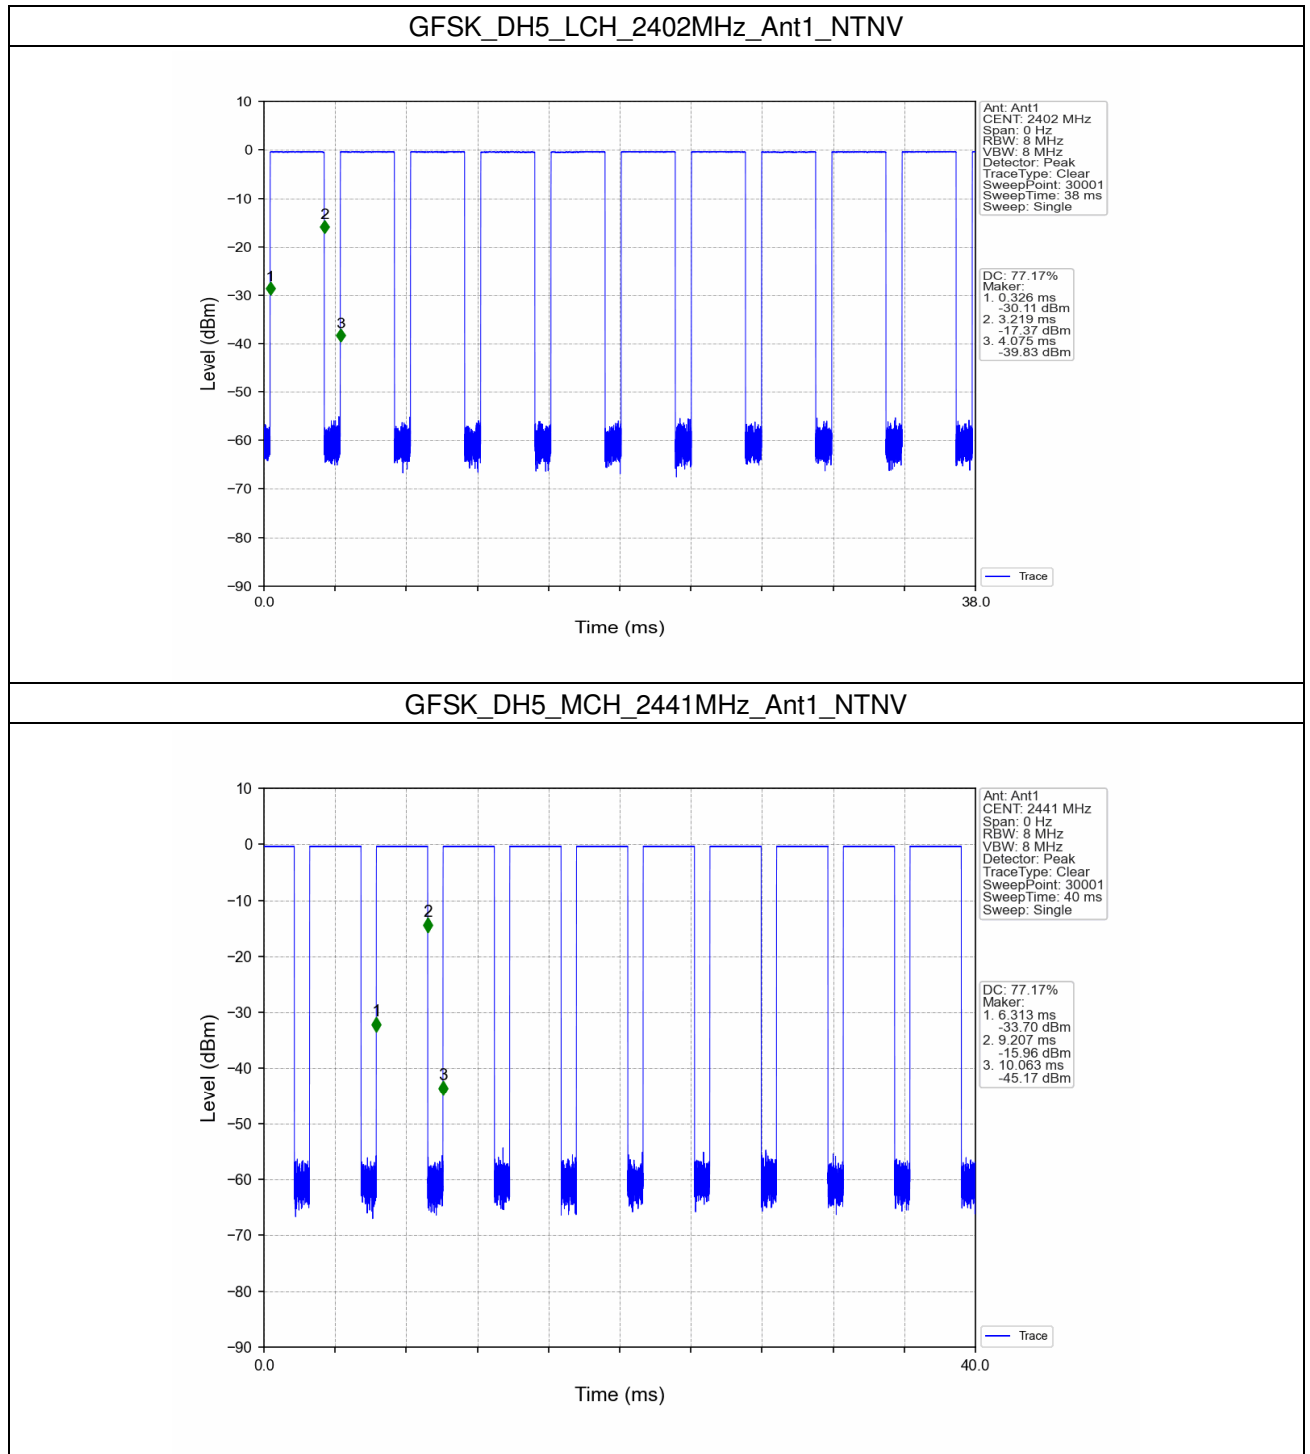 GFSK_DH5_LCH_2402MHz_Ant1_NTNV
10
0
−10
−20
−30
−40
−50
−60
−70
−80
−90
Level (dBm)
1
2
3
0.0
38.0
Time (ms)
Ant: Ant1
CENT: 2402 MHz
Span: 0 Hz
RBW: 8 MHz
VBW: 8 MHz
Detector: Peak
TraceType: Clear
SweepPoint: 30001
SweepTime: 38 ms
Sweep: Single
DC: 77.17%
Maker:
1. 0.326 ms
-30.11 dBm
2. 3.219 ms
-17.37 dBm
3. 4.075 ms
-39.83 dBm
Trace
GFSK_DH5_MCH_2441MHz_Ant1_NTNV
10
0
−10
−20
−30
−40
−50
−60
−70
−80
−90
Level (dBm)
1
2
3
0.0
40.0
Time (ms)
Ant: Ant1
CENT: 2441 MHz
Span: 0 Hz
RBW: 8 MHz
VBW: 8 MHz
Detector: Peak
TraceType: Clear
SweepPoint: 30001
SweepTime: 40 ms
Sweep: Single
DC: 77.17%
Maker:
1. 6.313 ms
-33.70 dBm
2. 9.207 ms
-15.96 dBm
3. 10.063 ms
-45.17 dBm
Trace